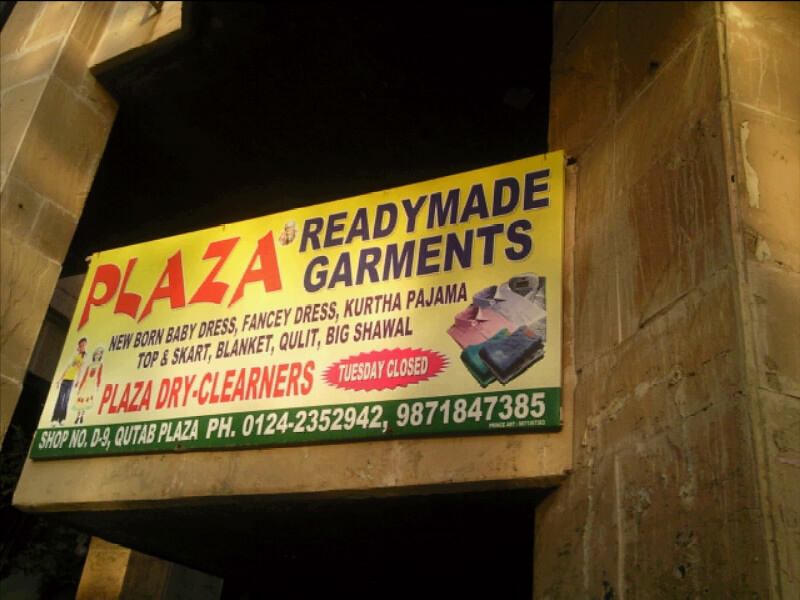 PLAZA READYMADE
GARMENTS
NEW BORN BABY DRESS, FANCEY DRESS, KURTHA PAJAMA
TOP & SKART, BLANKET, QULIT, BIG SHAWAL
PLAZA DRY-CLEARNERS TUESDAY CLOSED
SHOP NO. D-9, QUTAB PLAZA PH. 0124-2352942, 9871847385